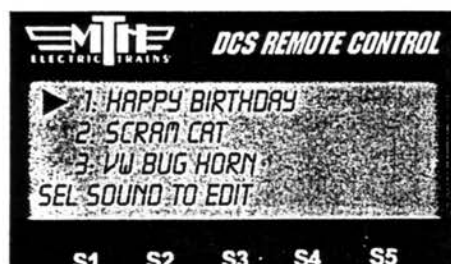 MTH
ELECTRIC TRAINS
DCS REMOTE CONTROL
1: HAPPY BIRTHDAY
2: SCRAM CAT
3: VW BUG HORN
SEL SOUND TO EDIT
S1 S2 S3 S4 S5